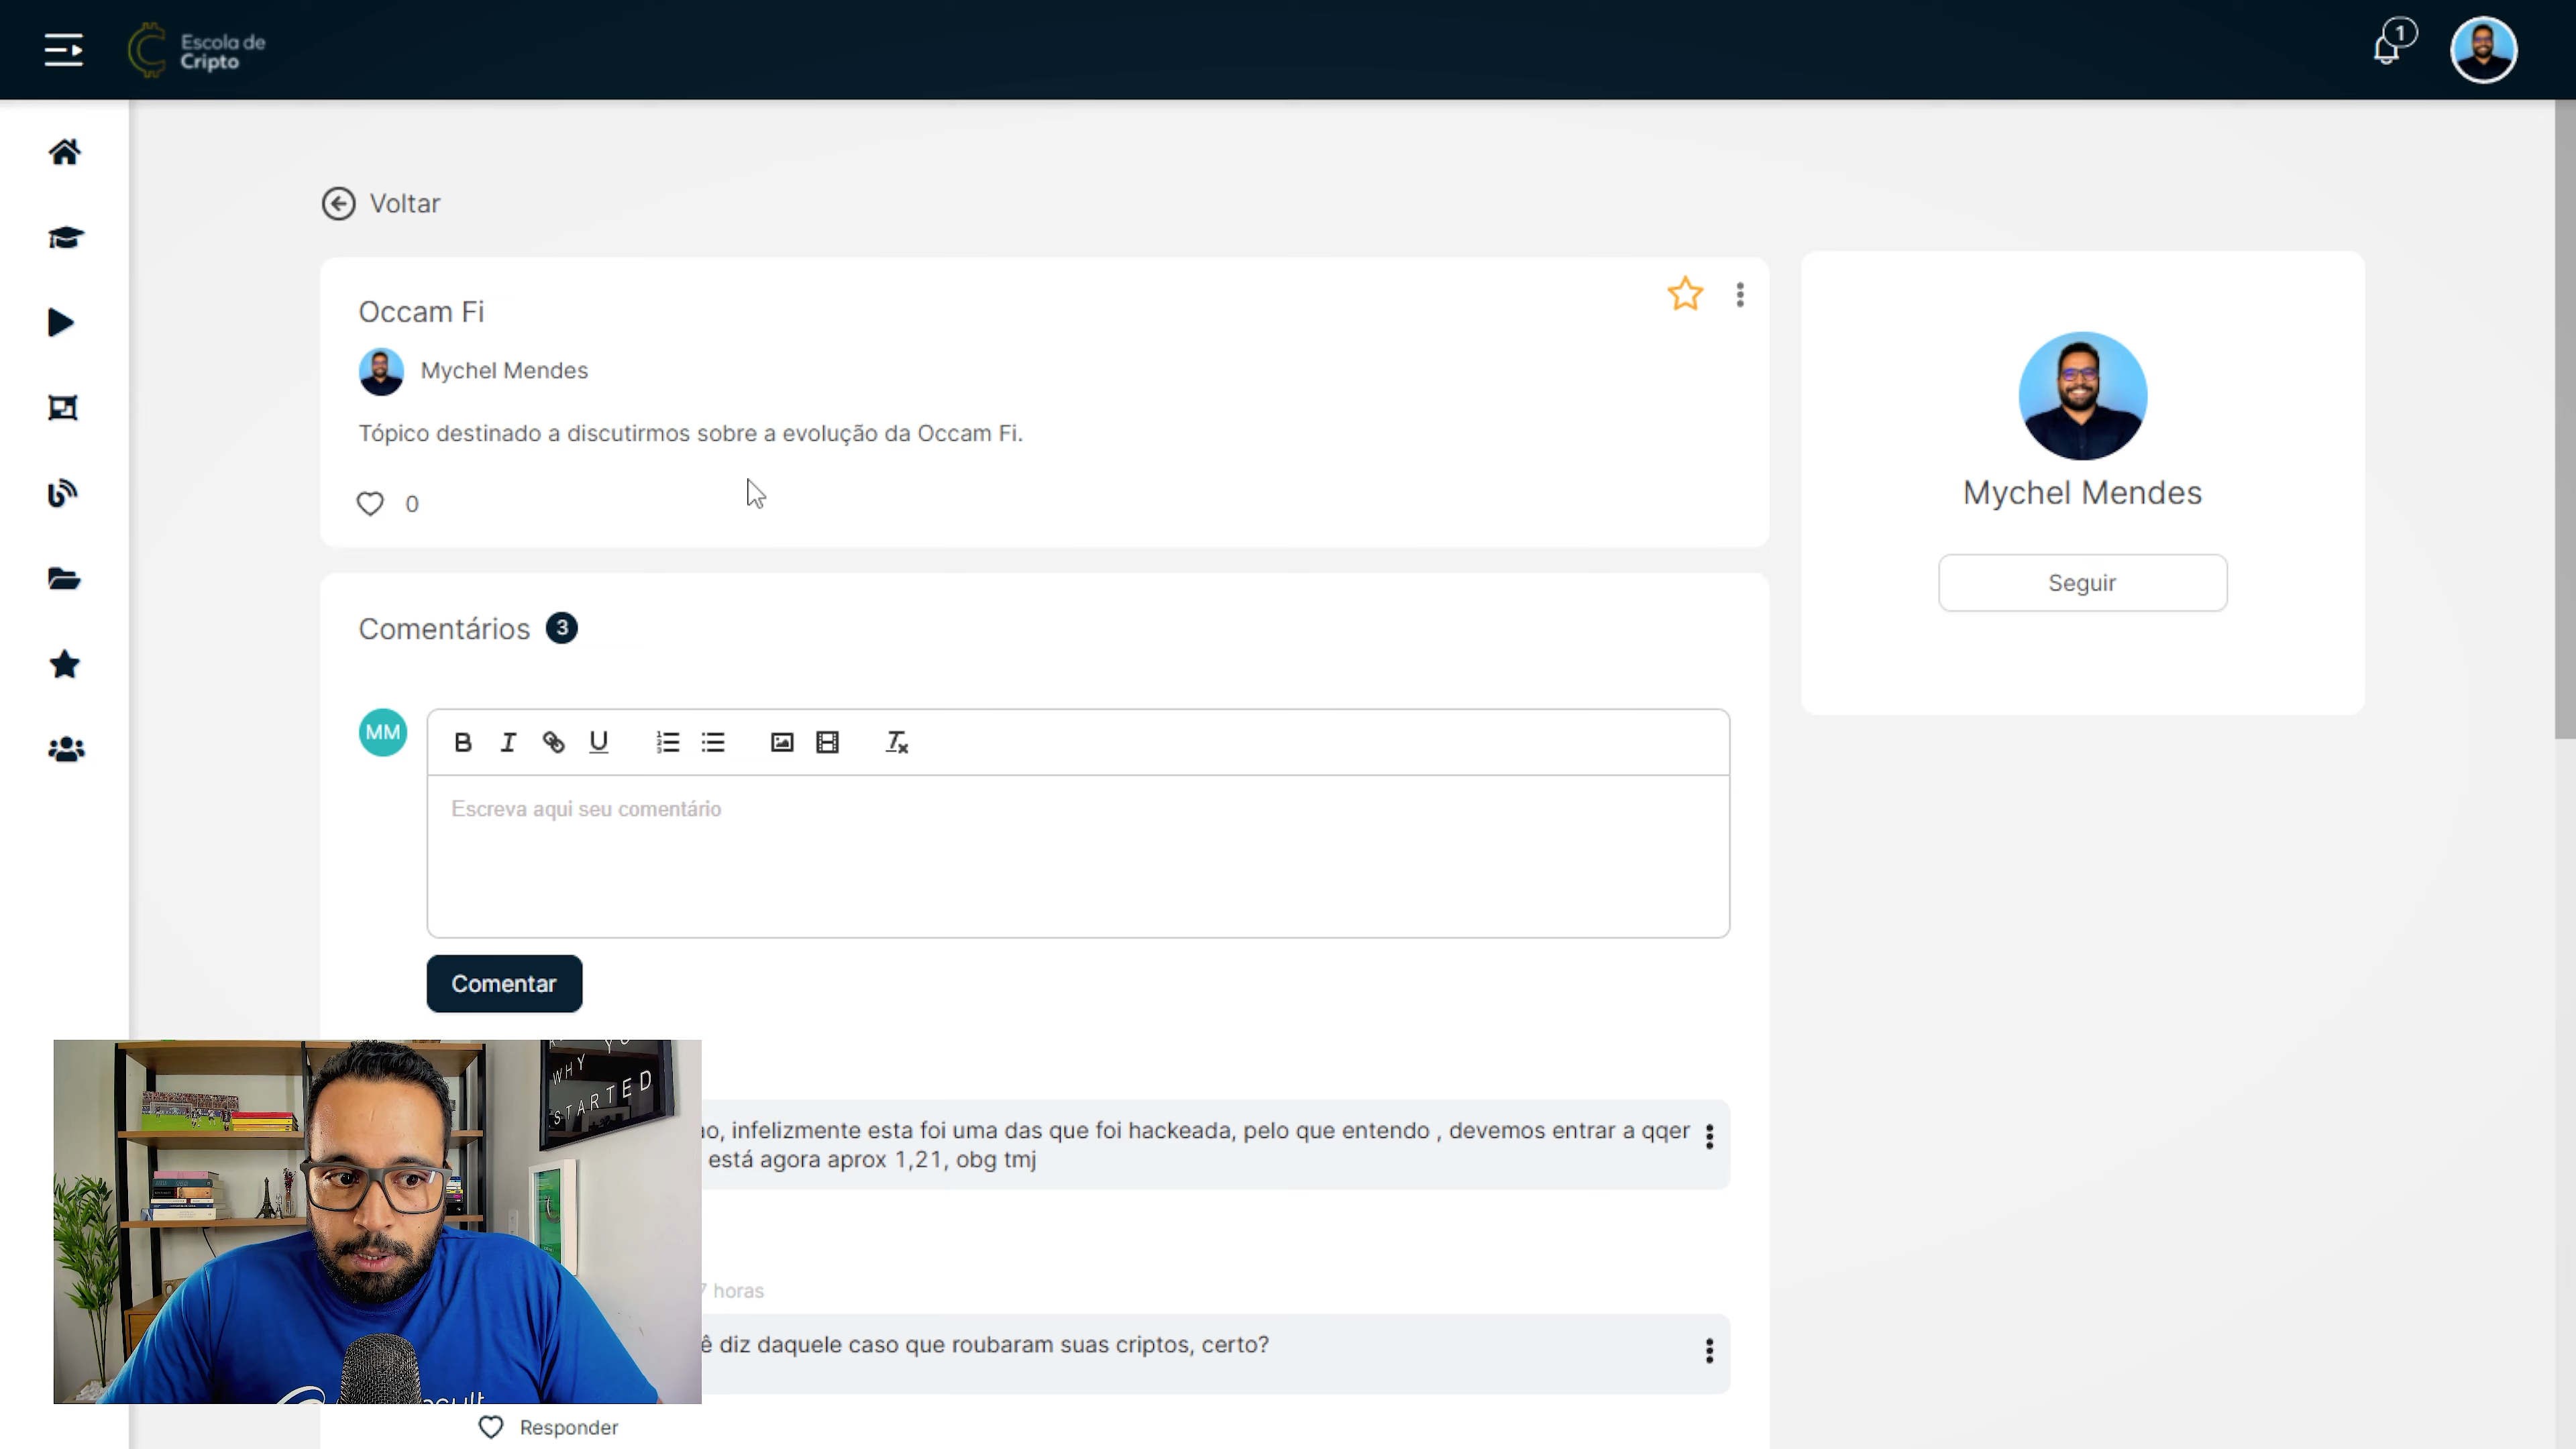 Escola de
Cripto
1
Voltar
Occam Fi
Mychel Mendes
Tópico destinado a discutirmos sobre a evolução da Occam Fi.
0
Mychel Mendes
Seguir
Comentários 3
MM
B I U
Escreva aqui seu comentário
Comentar
WHY YO
STARTED
infelizmente esta foi uma das que foi hackeada, pelo que entendo , devemos entrar a qqer
está agora aprox 1,21, obg tmj
7 horas
diz daquele caso que roubaram suas criptos, certo?
Responder